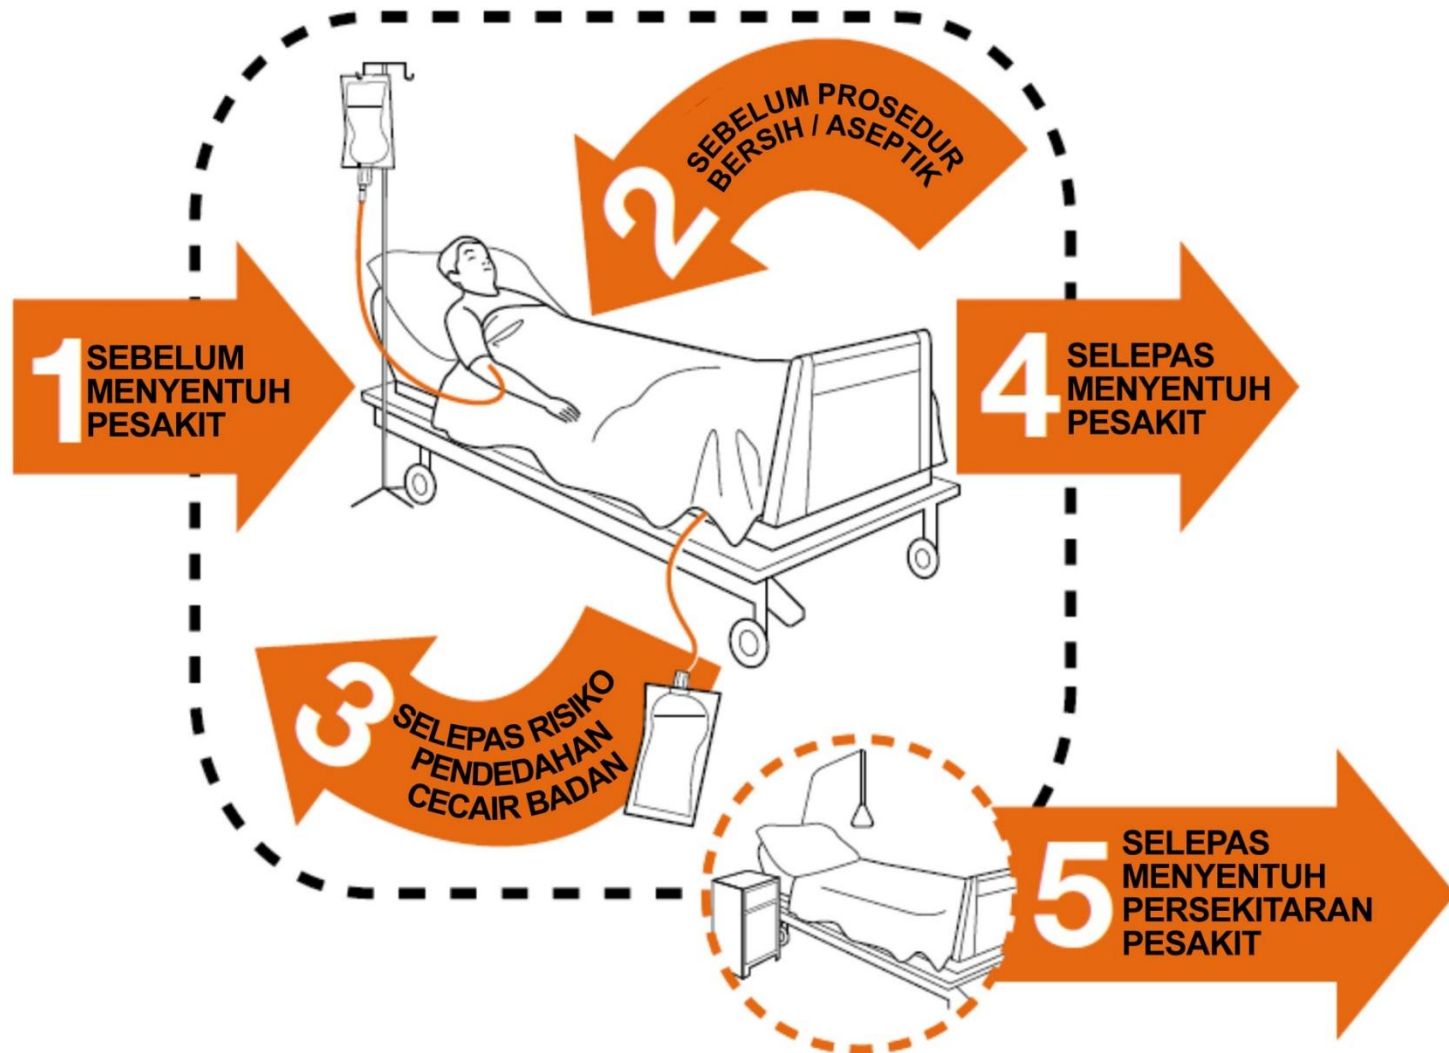 1
SEBELUM
MENYENTUH
PESAKIT
2
SEBELUM PROSEDUR
BERSIH / ASEPTIK
3
SELEPAS RISIKO
PENDEDAHAN
CECAIR BADAN
4
SELEPAS
MENYENTUH
PESAKIT
5
SELEPAS
MENYENTUH
PERSEKITARAN
PESAKIT